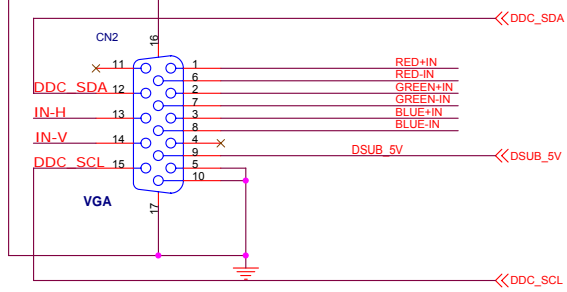 DDC_SDA
CN2
16
11
1
RED+IN
6
RED-IN
DDC_SDA
12
2
GREEN+IN
7
GREEN-IN
IN-H
13
3
BLUE+IN
8
BLUE-IN
IN-V
14
4
9
DSUB_5V
DSUB_5V
DDC_SCL
15
5
10
VGA
17
DDC_SCL